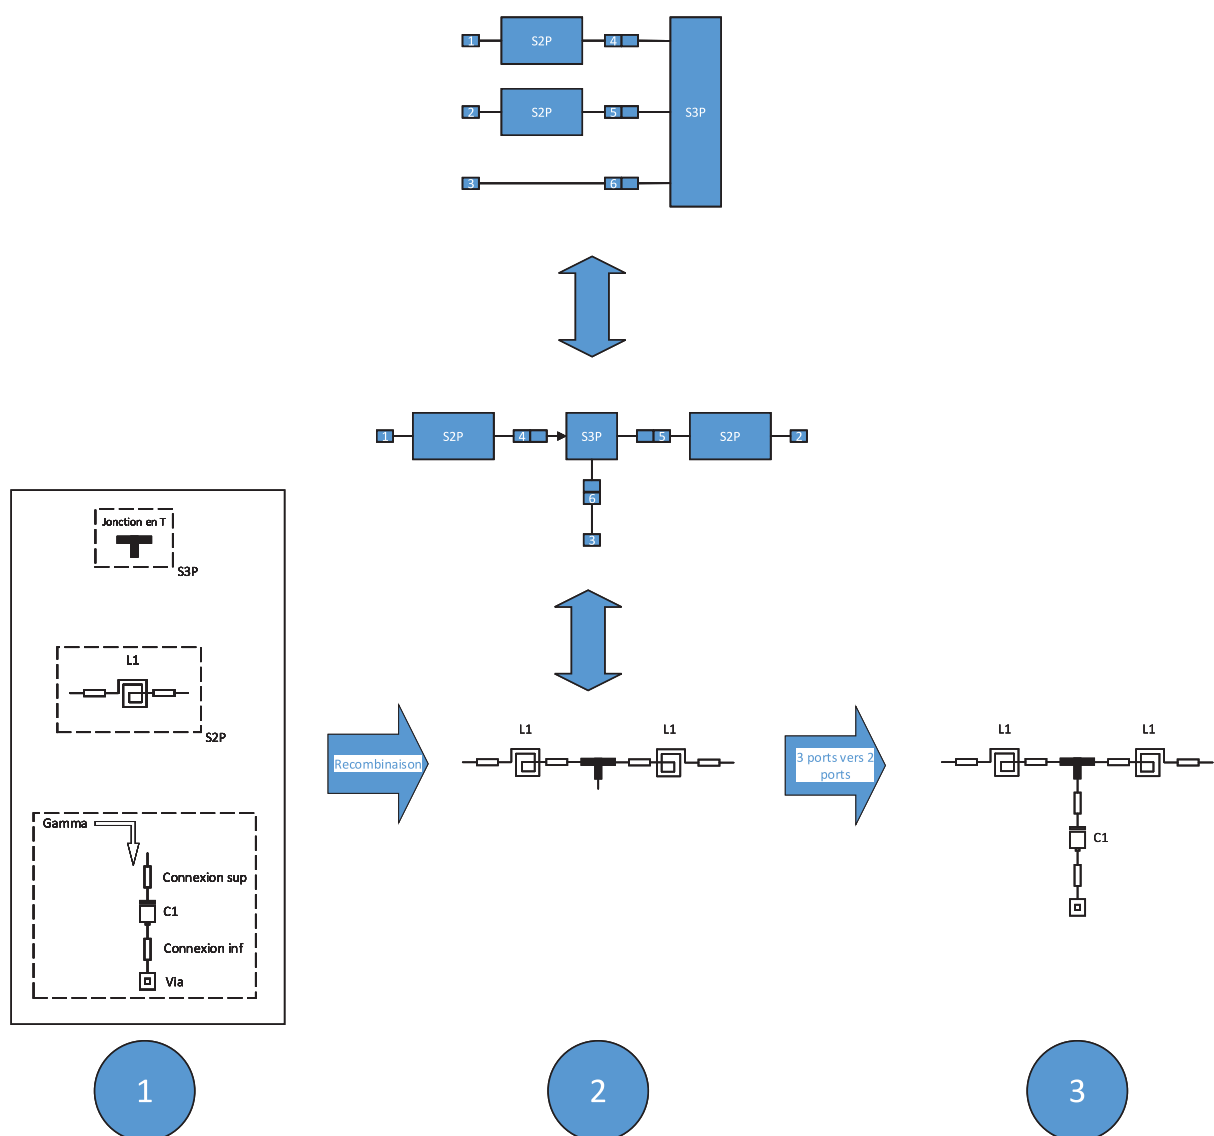 1 S2P 4
2 S2P 5 S3P
3 6
1 S2P 4 S3P 5 S2P 2
6
3
Jonction en T
S3P
L1
S2P
Gamma
Connexion sup
C1
Connexion inf
Via
Recombinaison
L1 L1
3 ports vers 2
ports
L1 L1
C1
1 2 3